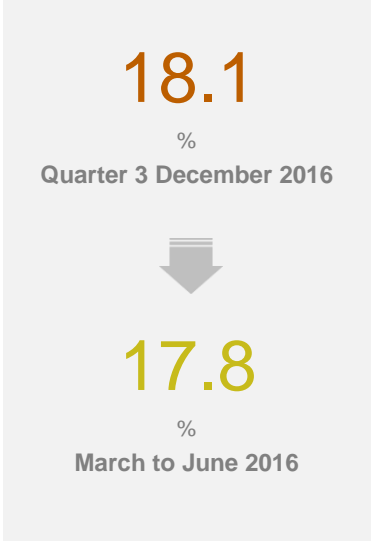 18.1
%
Quarter 3 December 2016
17.8
%
March to June 2016